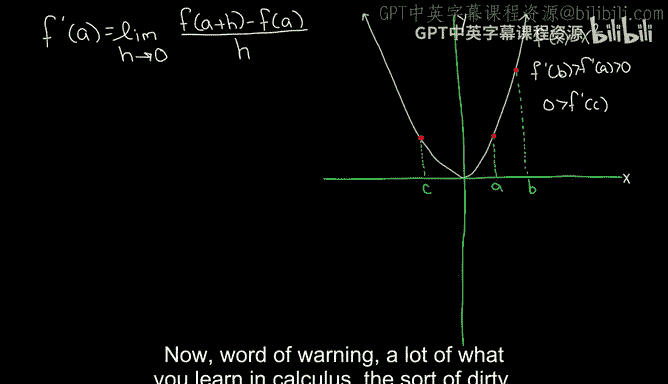 GPT中英字幕课程资源@bilibili.com
GPT中英字幕课程资源 bilibili
f'(a)=lim h→0 f(a+h)-f(a) / h
f'(b)>f'(a)>0
0>f'(c)
c a b x
Now, word of warning, a lot of what
you learn in calculus, the sort of dirty